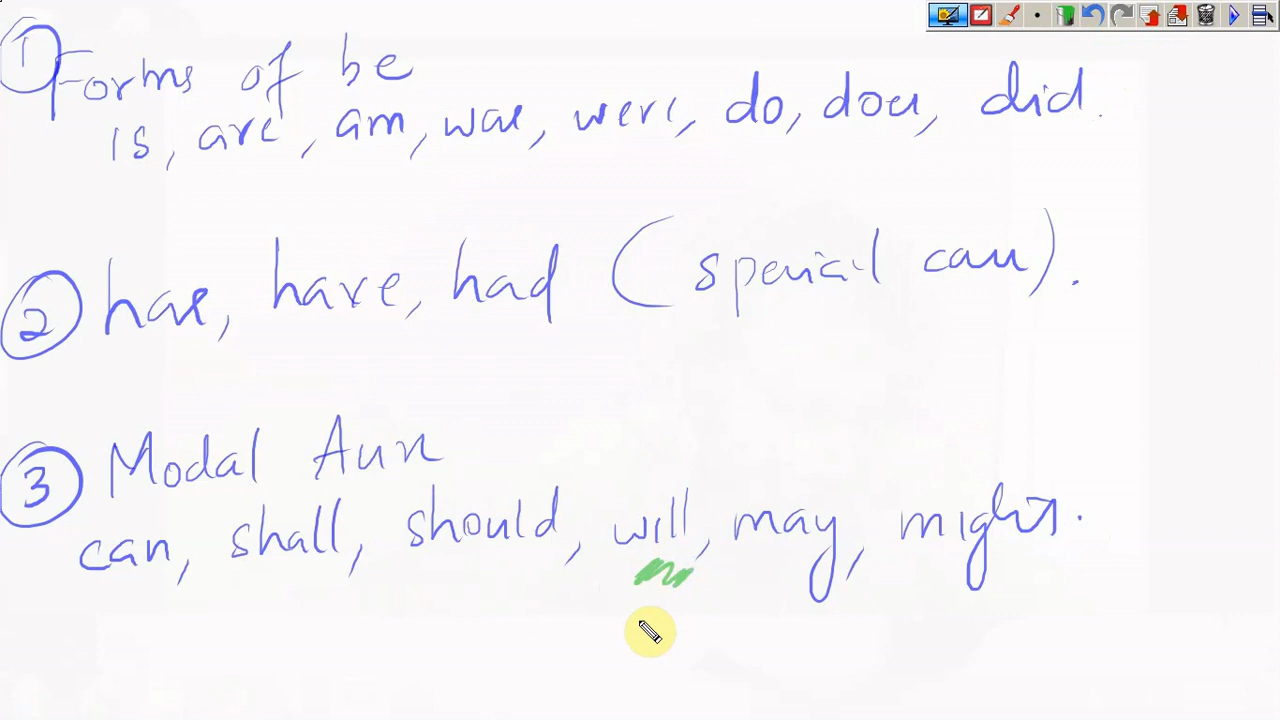 ① Forms of be
is, are, am, was, were, do, does, did.
② has, have, had (special case).
③ Modal Aux
can, shall, should, will, may, might.